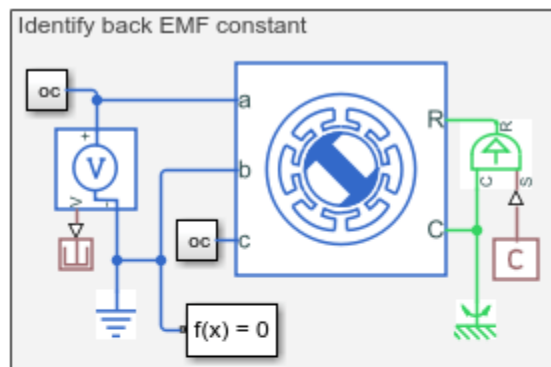 Identify back EMF constant
oc
a
R
R
+
V
b
C
S
V
-
oc
c
C
C
f(x) = 0